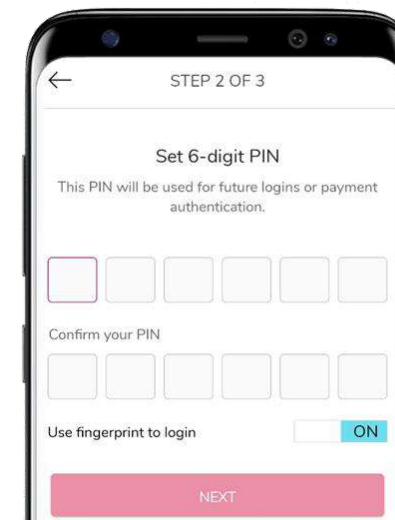 STEP 2 OF 3
Set 6-digit PIN
This PIN will be used for future logins or payment
authentication.
Confirm your PIN
Use fingerprint to login ON
NEXT